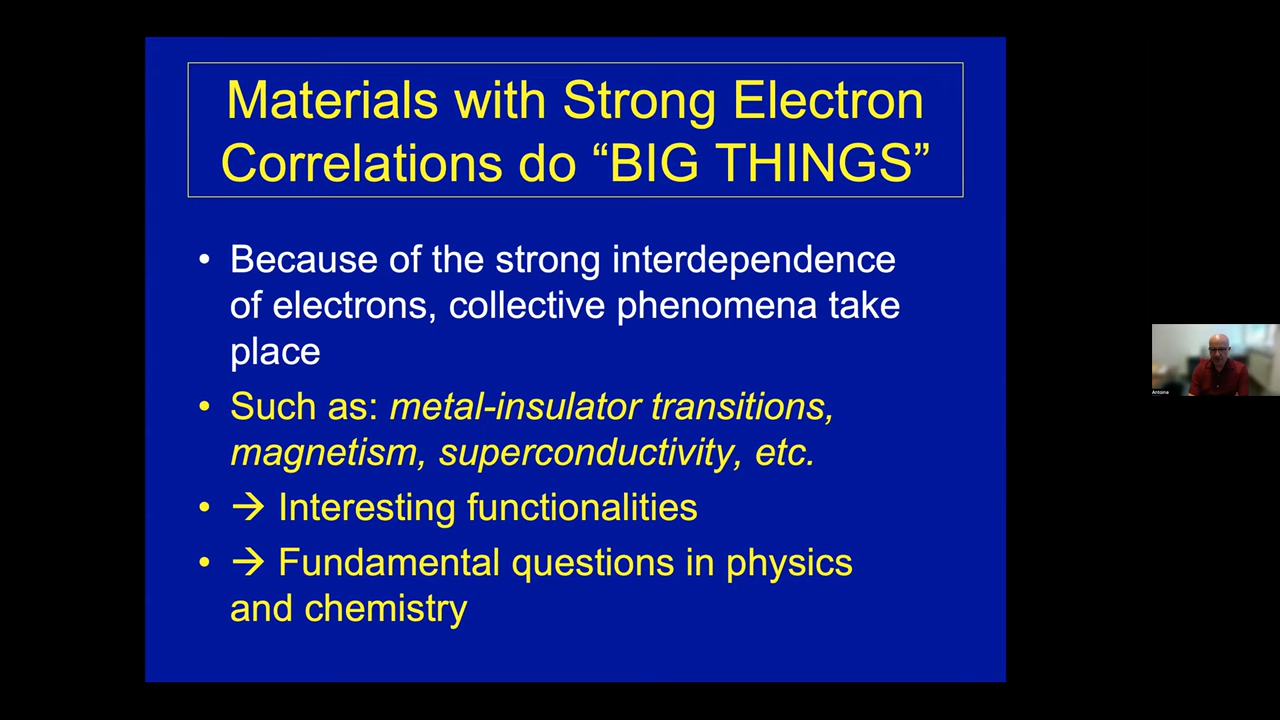 Materials with Strong Electron
Correlations do “BIG THINGS”
• Because of the strong interdependence
of electrons, collective phenomena take
place
• Such as: metal-insulator transitions,
magnetism, superconductivity, etc.
• → Interesting functionalities
• → Fundamental questions in physics
and chemistry
Antoine